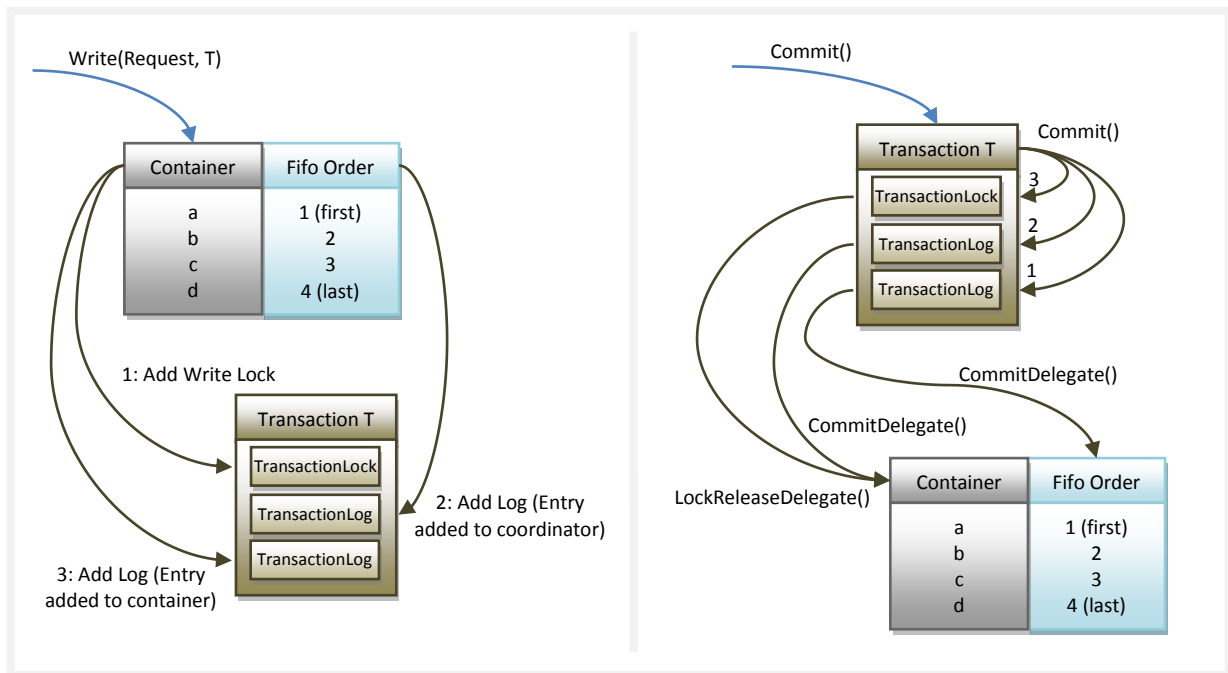 Write(Request, T)
Container
Fifo Order
a
1 (first)
b
2
c
3
d
4 (last)
1: Add Write Lock
Transaction T
TransactionLock
TransactionLog
TransactionLog
2: Add Log (Entry
added to coordinator)
3: Add Log (Entry
added to container)
Commit()
Commit()
Transaction T
3
TransactionLock
2
TransactionLog
1
TransactionLog
CommitDelegate()
CommitDelegate()
LockReleaseDelegate()
Container
Fifo Order
a
1 (first)
b
2
c
3
d
4 (last)